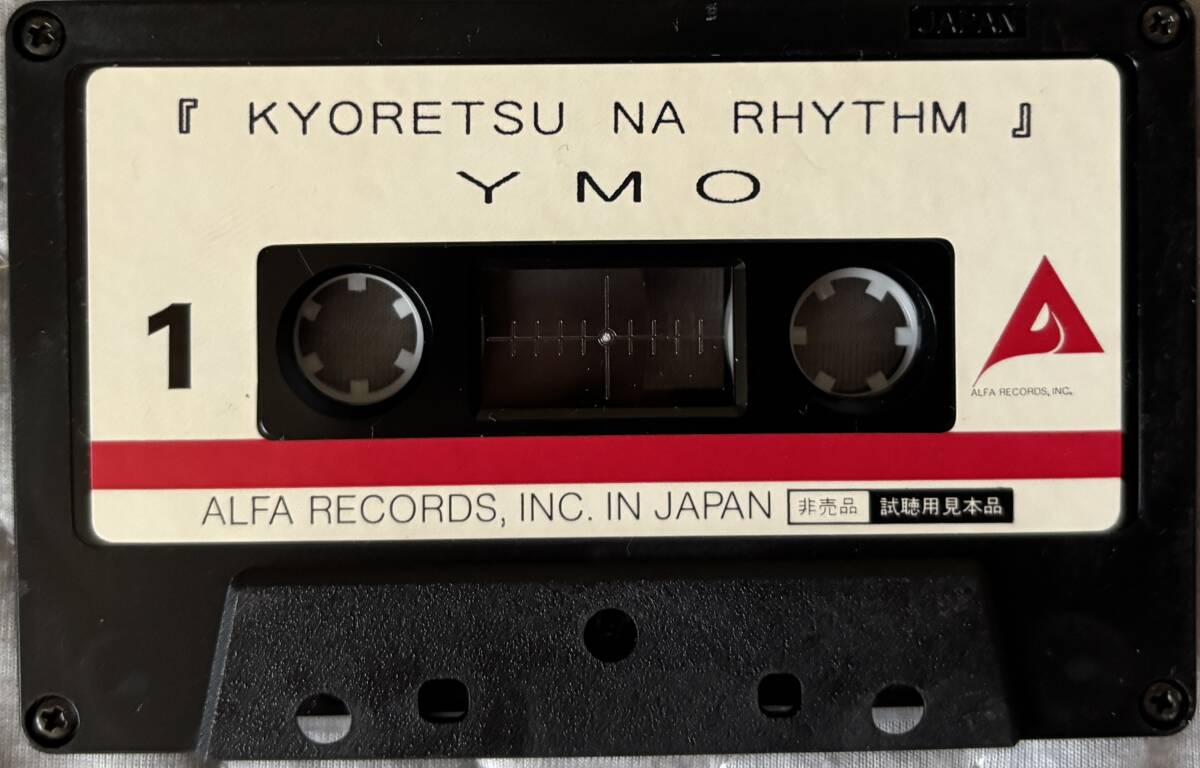 JAPAN
『 KYORETSU NA RHYTHM 』
YMO
1
ALFA RECORDS, INC.
ALFA RECORDS, INC. IN JAPAN 非売品 試聴用見本品